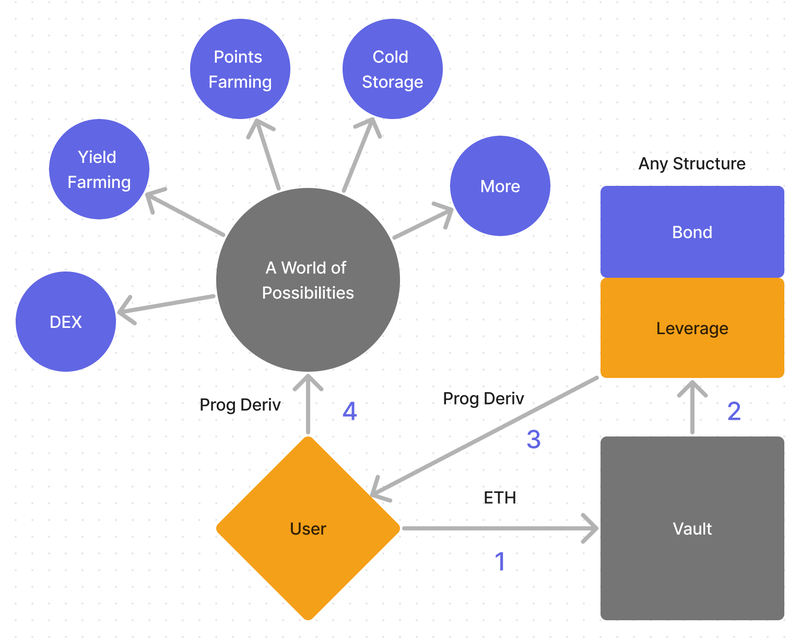 Points
Farming
Cold
Storage
Yield
Farming
More
Any Structure
Bond
A World of
Possibilities
DEX
Leverage
Prog Deriv
4
Prog Deriv
3
2
ETH
User
1
Vault